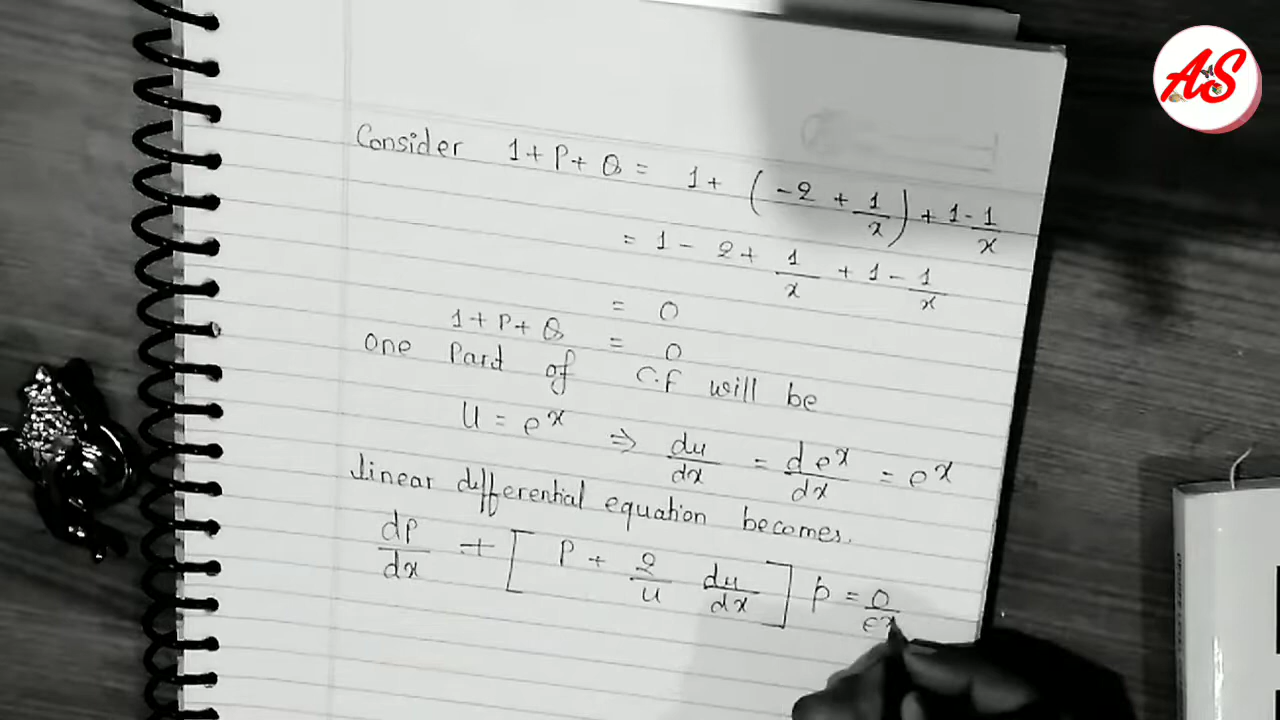 AS
Consider 1 + P + Q = 1 + (-2 + 1/x) + 1 - 1/x
= 1 - 2 + 1/x + 1 - 1/x
= 0
1 + P + Q = 0
One Part of C.F will be
U = e^x ⇒ du/dx = de^x/dx = e^x
linear differential equation becomes.
dp/dx + [P + 2/u du/dx] p = 0/e^x